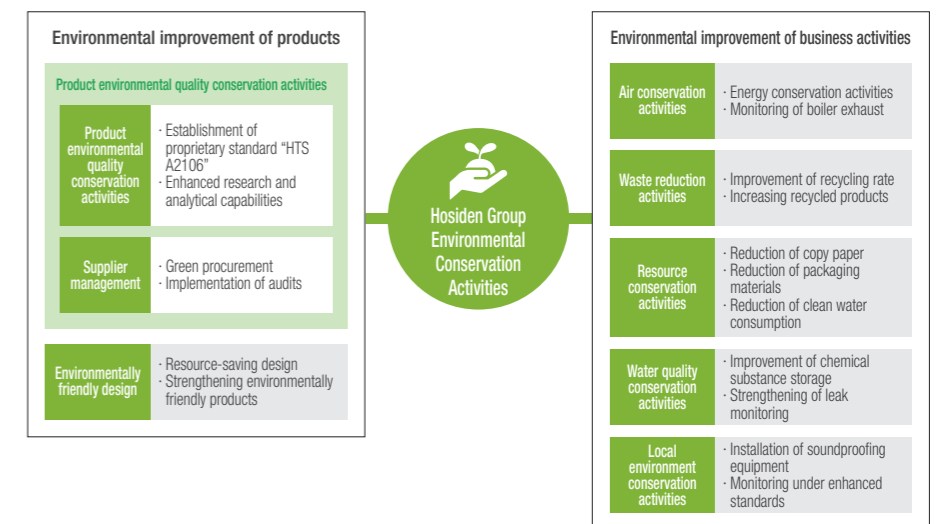 Environmental improvement of products
Product environmental quality conservation activities
Product
environmental
quality
conservation
activities
· Establishment of
proprietary standard “HTS
A2106”
· Enhanced research and
analytical capabilities
Supplier
management
· Green procurement
· Implementation of audits
Environmentally
friendly design
· Resource-saving design
· Strengthening environmentally
friendly products
Hosiden Group
Environmental
Conservation
Activities
Environmental improvement of business activities
Air conservation
activities
· Energy conservation activities
· Monitoring of boiler exhaust
Waste reduction
activities
· Improvement of recycling rate
· Increasing recycled products
Resource
conservation
activities
· Reduction of copy paper
· Reduction of packaging
materials
· Reduction of clean water
consumption
Water quality
conservation
activities
· Improvement of chemical
substance storage
· Strengthening of leak
monitoring
Local
environment
conservation
activities
· Installation of soundproofing
equipment
· Monitoring under enhanced
standards